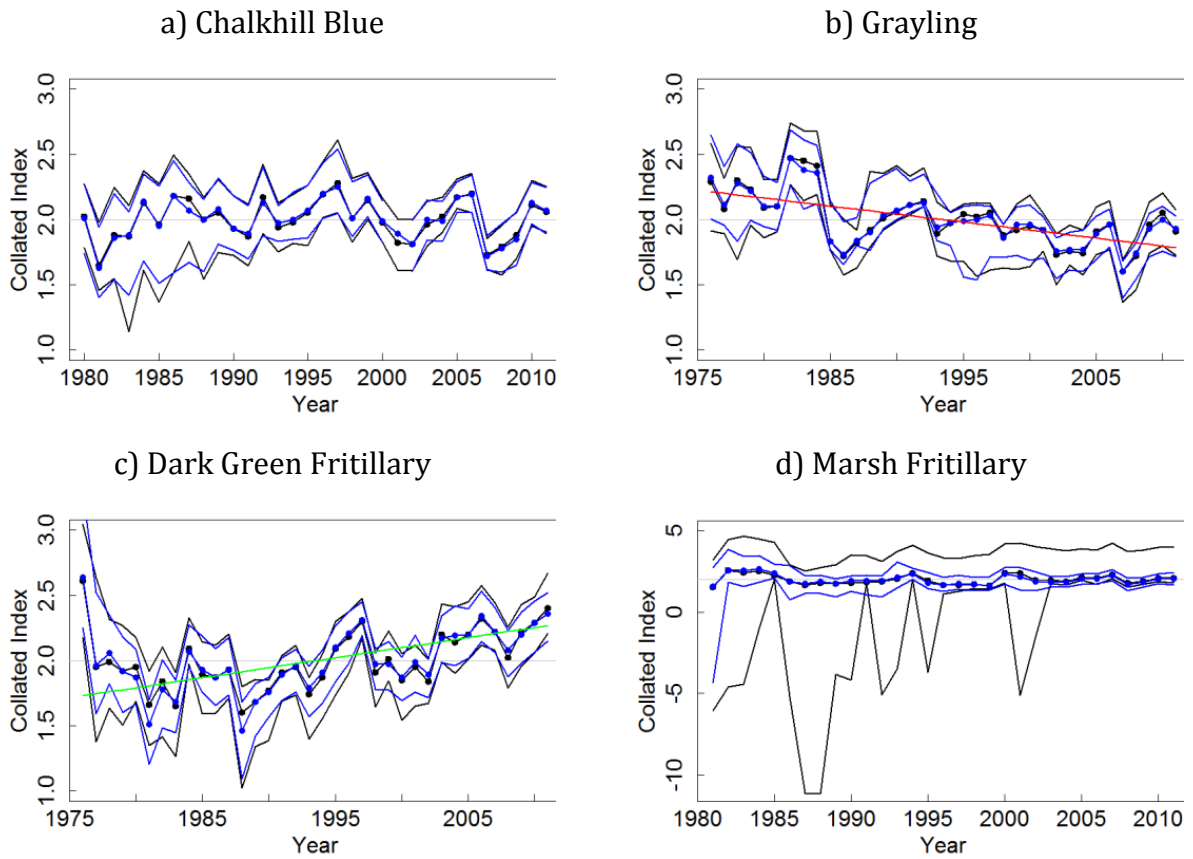 a) Chalkhill Blue
Collated Index
3.0
2.5
2.0
1.5
1.0
1980 1985 1990 1995 2000 2005 2010
Year
b) Grayling
Collated Index
3.0
2.5
2.0
1.5
1.0
1975 1985 1995 2005
Year
c) Dark Green Fritillary
Collated Index
3.0
2.5
2.0
1.5
1.0
1975 1985 1995 2005
Year
d) Marsh Fritillary
Collated Index
5
0
-5
-10
1980 1985 1990 1995 2000 2005 2010
Year